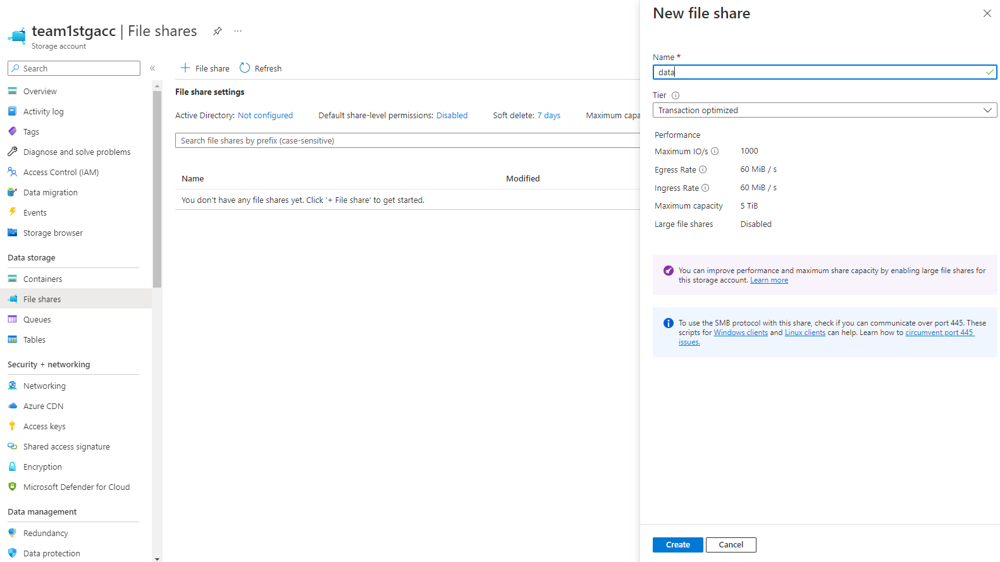 team1stgacc | File shares
Storage account
Search
Overview
Activity log
Tags
Diagnose and solve problems
Access Control (IAM)
Data migration
Events
Storage browser
Data storage
Containers
File shares
Queues
Tables
Security + networking
Networking
Azure CDN
Access keys
Shared access signature
Encryption
Microsoft Defender for Cloud
Data management
Redundancy
Data protection
File share
Refresh
File share settings
Active Directory: Not configured
Default share-level permissions: Disabled
Soft delete: 7 days
Maximum capa
Search file shares by prefix (case-sensitive)
Name
Modified
You don't have any file shares yet. Click '+ File share' to get started.
New file share
Name *
data
Tier
Transaction optimized
Performance
Maximum IO/s 1000
Egress Rate 60 MiB / s
Ingress Rate 60 MiB / s
Maximum capacity 5 TiB
Large file shares Disabled
You can improve performance and maximum share capacity by enabling large file shares for
this storage account. Learn more
To use the SMB protocol with this share, check if you can communicate over port 445. These
scripts for Windows clients and Linux clients can help. Learn how to circumvent port 445
issues.
Create
Cancel